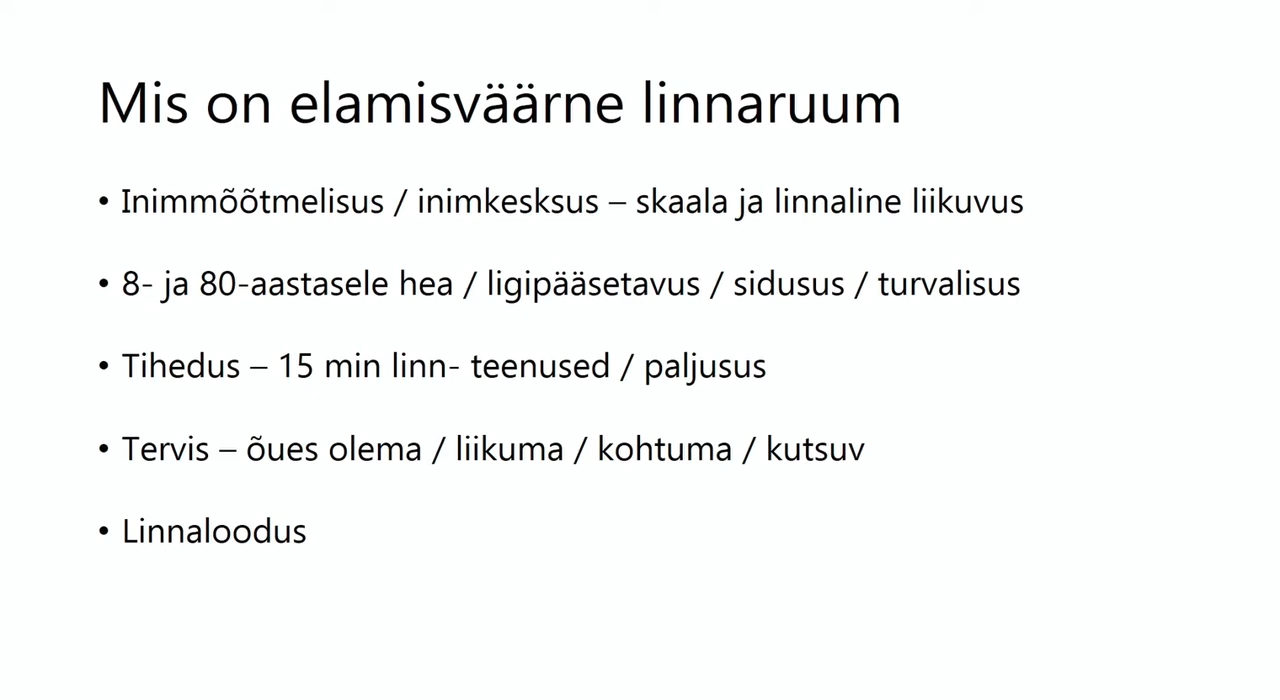 Mis on elamisväärne linnaruum
• Inimmõõtmelisus / inimkesksus – skaala ja linnaline liikuvus
• 8- ja 80-aastasele hea / ligipääsetavus / sidusus / turvalisus
• Tihedus – 15 min linn- teenused / paljusus
• Tervis – õues olema / liikuma / kohtuma / kutsuv
• Linnaloodus